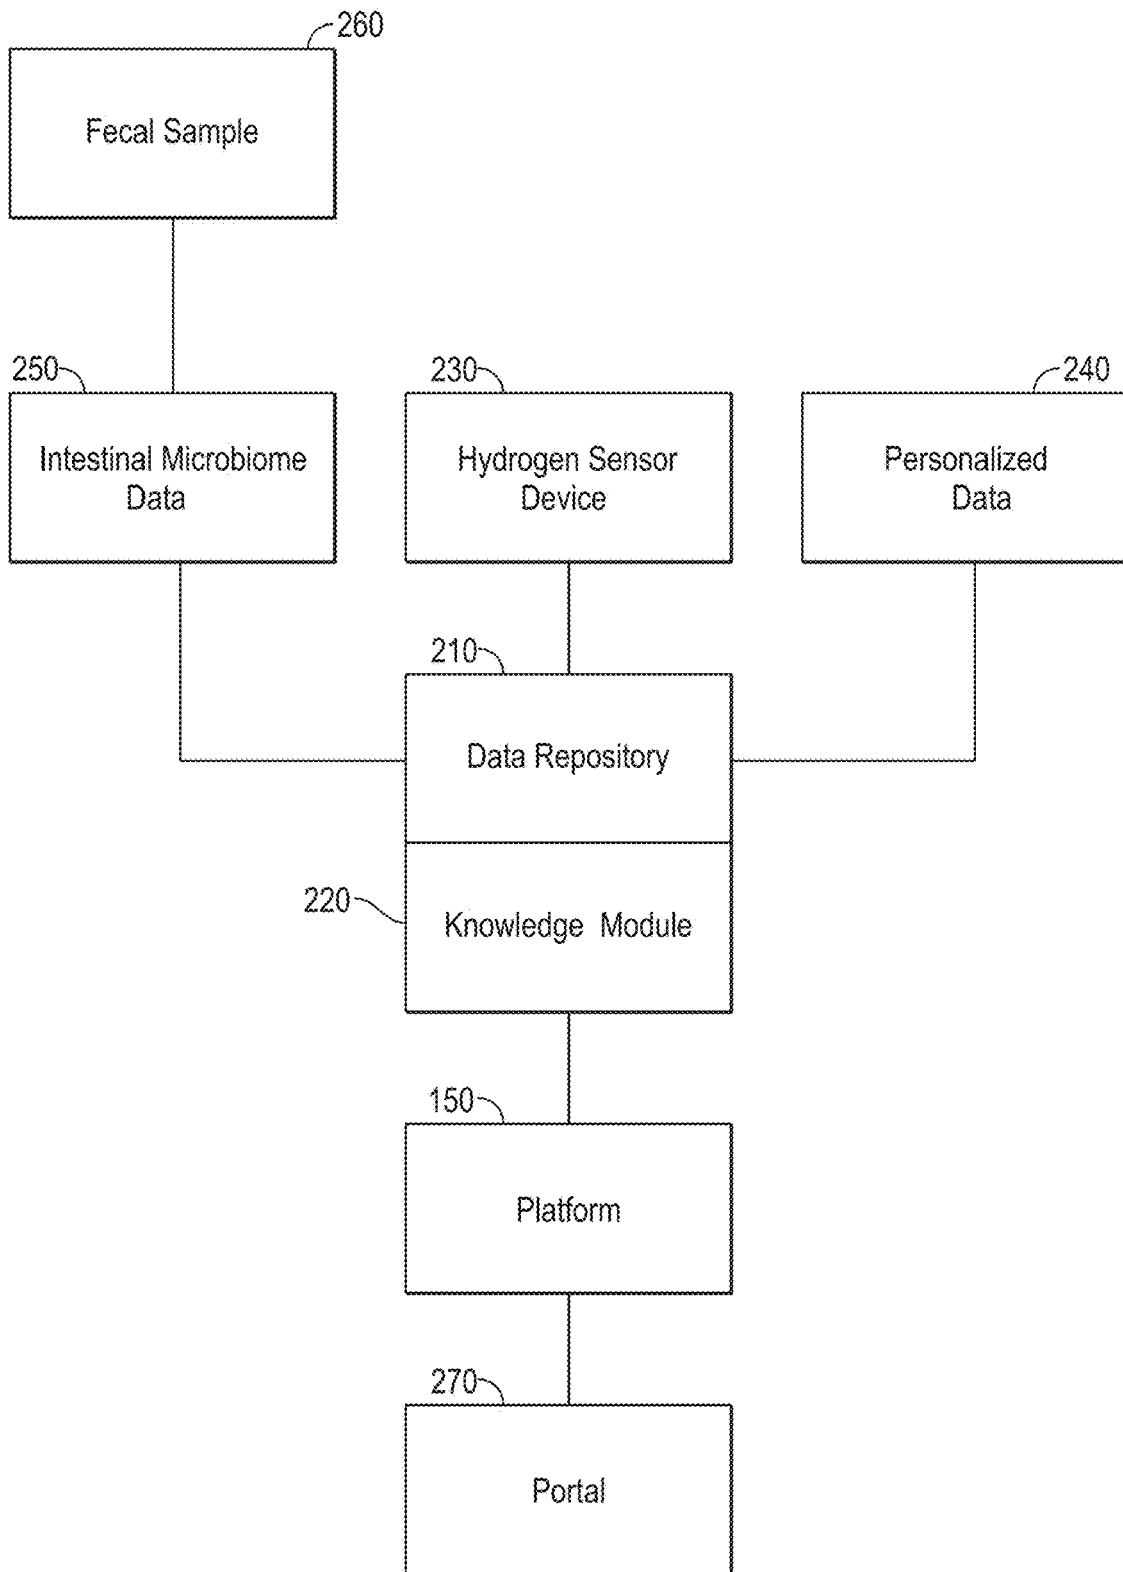 260
Fecal Sample
250
230
240
Intestinal Microbiome
Data
Hydrogen Sensor
Device
Personalized
Data
210
Data Repository
220
Knowledge Module
150
Platform
270
Portal